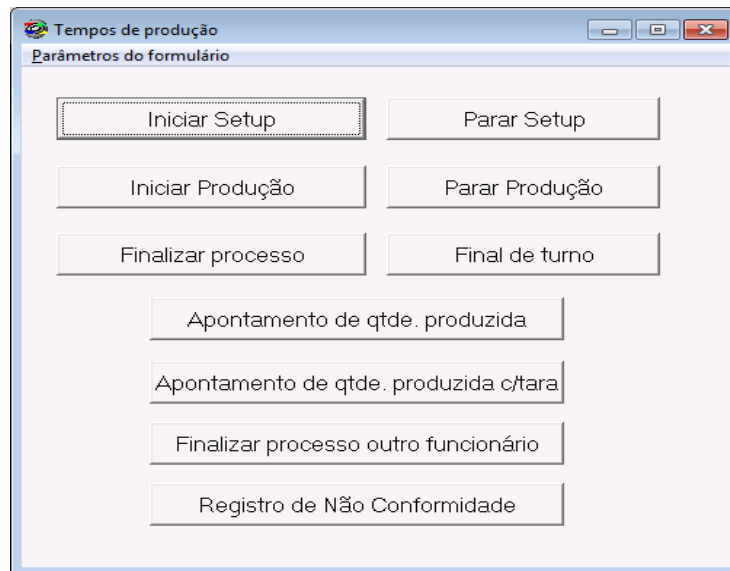 Tempos de produção
Parâmetros do formulário
Iniciar Setup
Parar Setup
Iniciar Produção
Parar Produção
Finalizar processo
Final de turno
Apontamento de qtde. produzida
Apontamento de qtde. produzida c/tara
Finalizar processo outro funcionário
Registro de Não Conformidade